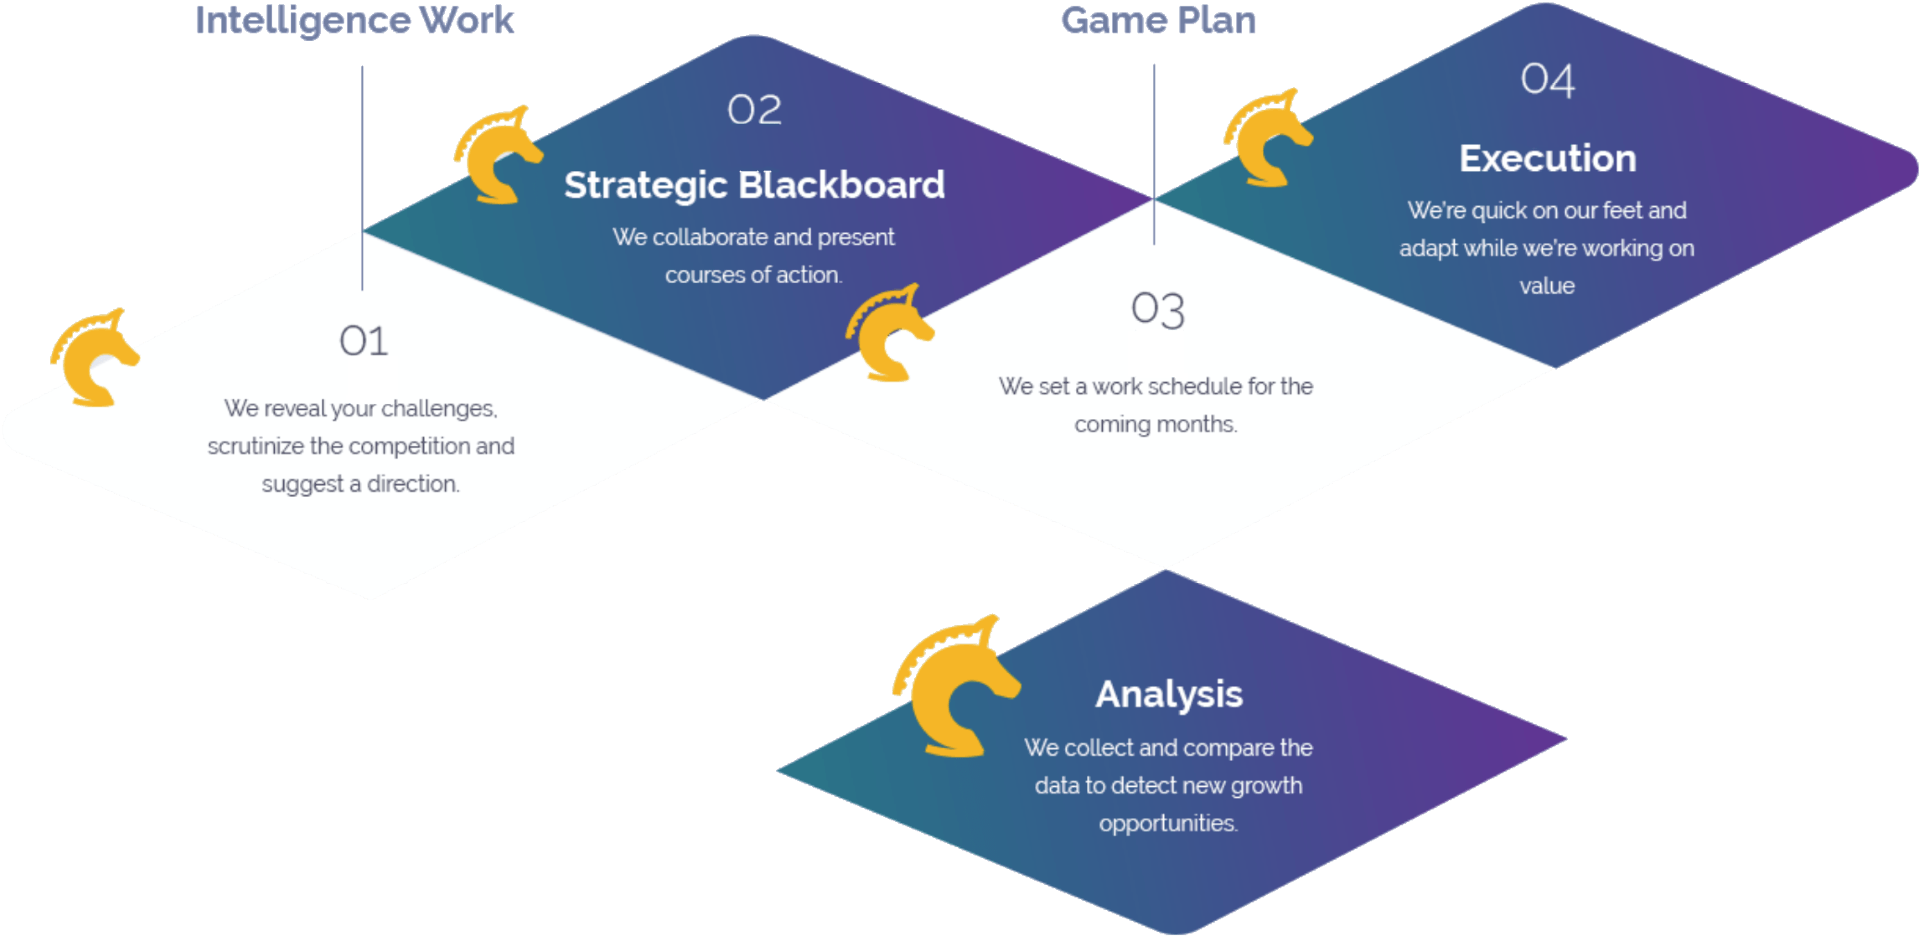 Intelligence Work
01
We reveal your challenges,
scrutinize the competition and
suggest a direction.
02
Strategic Blackboard
We collaborate and present
courses of action.
Game Plan
03
We set a work schedule for the
coming months.
04
Execution
We're quick on our feet and
adapt while we're working on
value
Analysis
We collect and compare the
data to detect new growth
opportunities.